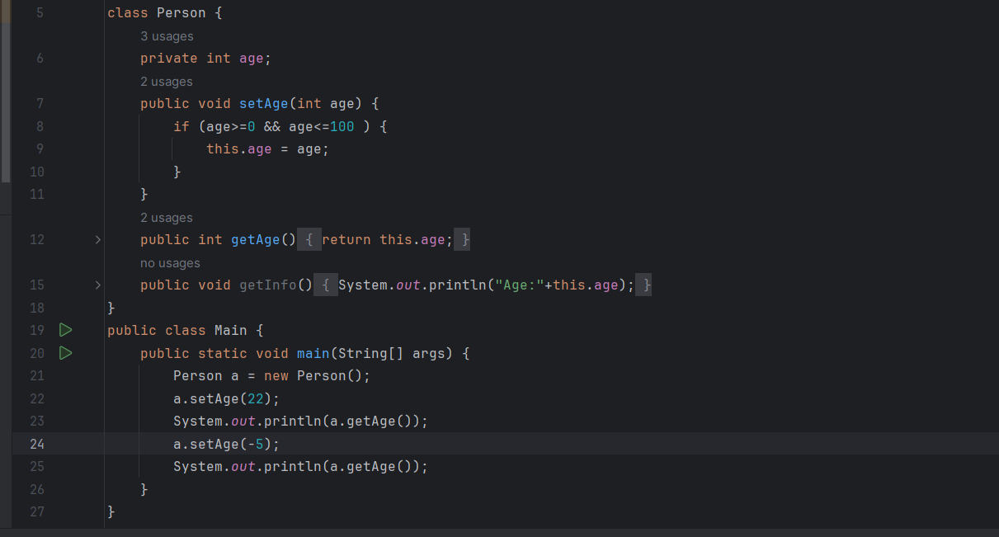 5 class Person {
3 usages
6 private int age;
2 usages
7 public void setAge(int age) {
8 if (age>=0 && age<=100 ) {
9 this.age = age;
10 }
11 }
2 usages
12 public int getAge() { return this.age; }
no usages
15 public void getInfo() { System.out.println("Age:"+this.age); }
18 }
19 public class Main {
20 public static void main(String[] args) {
21 Person a = new Person();
22 a.setAge(22);
23 System.out.println(a.getAge());
24 a.setAge(-5);
25 System.out.println(a.getAge());
26 }
27 }